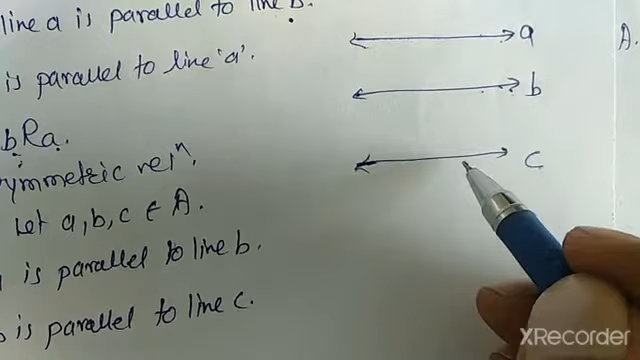 line a is parallel to line b.
is parallel to line 'a'.
bRa.
symmetric relⁿ.
Let a, b, c ∈ A.
is parallel to line b.
is parallel to line c.
a
b
c
A.
XRecorder